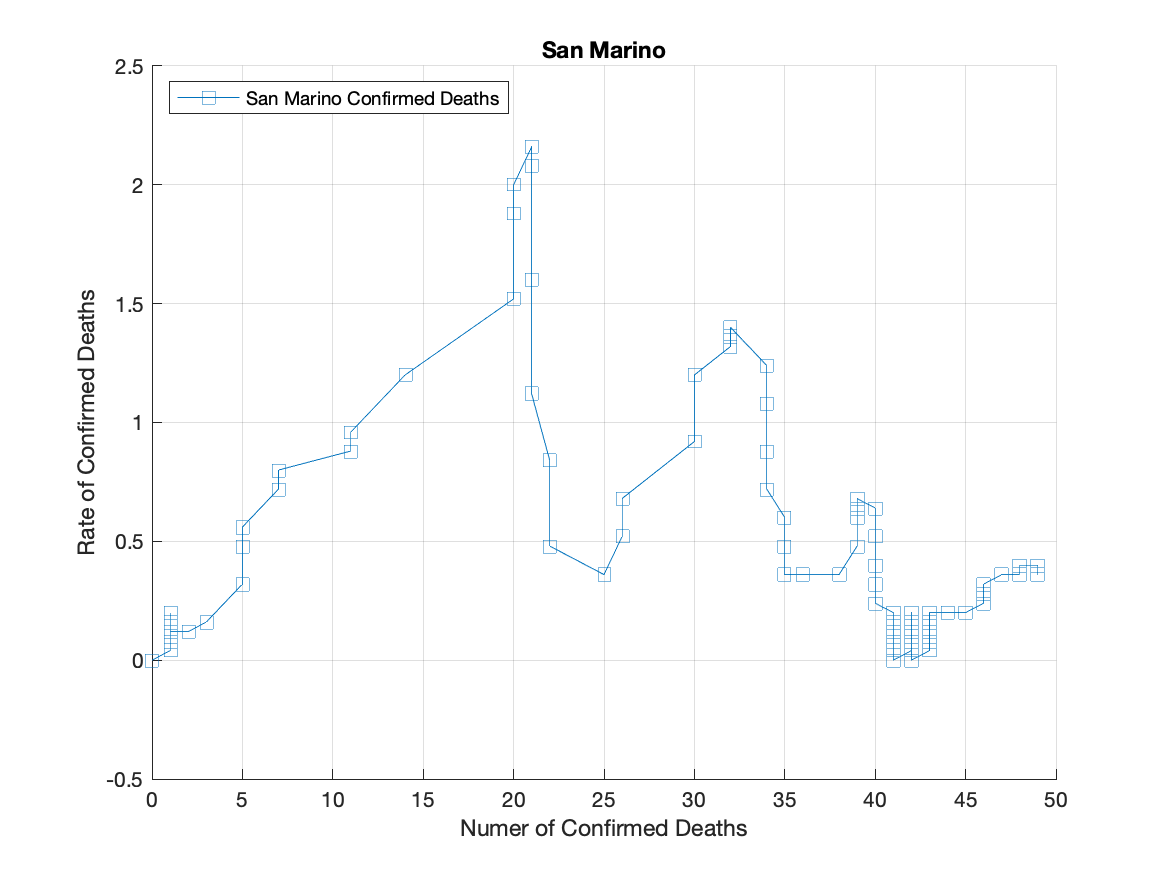 San Marino
San Marino Confirmed Deaths
Rate of Confirmed Deaths
2.5
2
1.5
1
0.5
0
-0.5
0 5 10 15 20 25 30 35 40 45 50
Numer of Confirmed Deaths